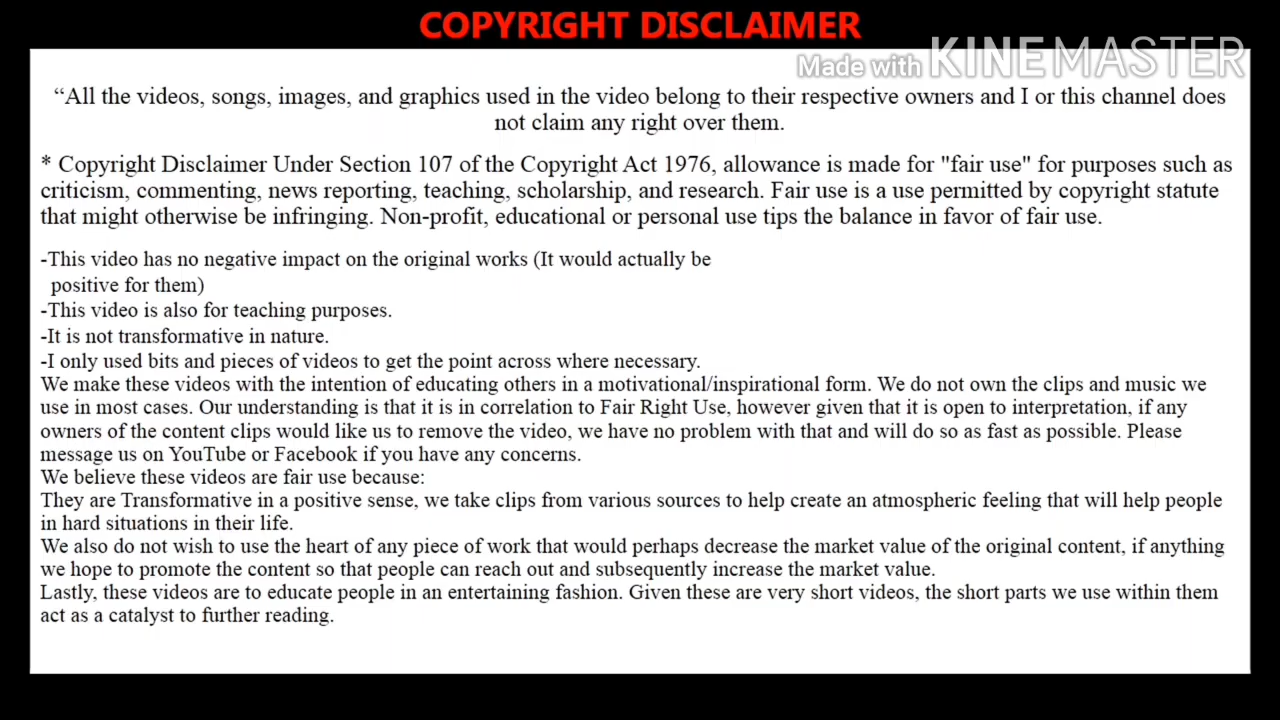 COPYRIGHT DISCLAIMER
Made with KINEMASTER
“All the videos, songs, images, and graphics used in the video belong to their respective owners and I or this channel does
not claim any right over them.
* Copyright Disclaimer Under Section 107 of the Copyright Act 1976, allowance is made for "fair use" for purposes such as
criticism, commenting, news reporting, teaching, scholarship, and research. Fair use is a use permitted by copyright statute
that might otherwise be infringing. Non-profit, educational or personal use tips the balance in favor of fair use.
-This video has no negative impact on the original works (It would actually be
positive for them)
-This video is also for teaching purposes.
-It is not transformative in nature.
-I only used bits and pieces of videos to get the point across where necessary.
We make these videos with the intention of educating others in a motivational/inspirational form. We do not own the clips and music we
use in most cases. Our understanding is that it is in correlation to Fair Right Use, however given that it is open to interpretation, if any
owners of the content clips would like us to remove the video, we have no problem with that and will do so as fast as possible. Please
message us on YouTube or Facebook if you have any concerns.
We believe these videos are fair use because:
They are Transformative in a positive sense, we take clips from various sources to help create an atmospheric feeling that will help people
in hard situations in their life.
We also do not wish to use the heart of any piece of work that would perhaps decrease the market value of the original content, if anything
we hope to promote the content so that people can reach out and subsequently increase the market value.
Lastly, these videos are to educate people in an entertaining fashion. Given these are very short videos, the short parts we use within them
act as a catalyst to further reading.